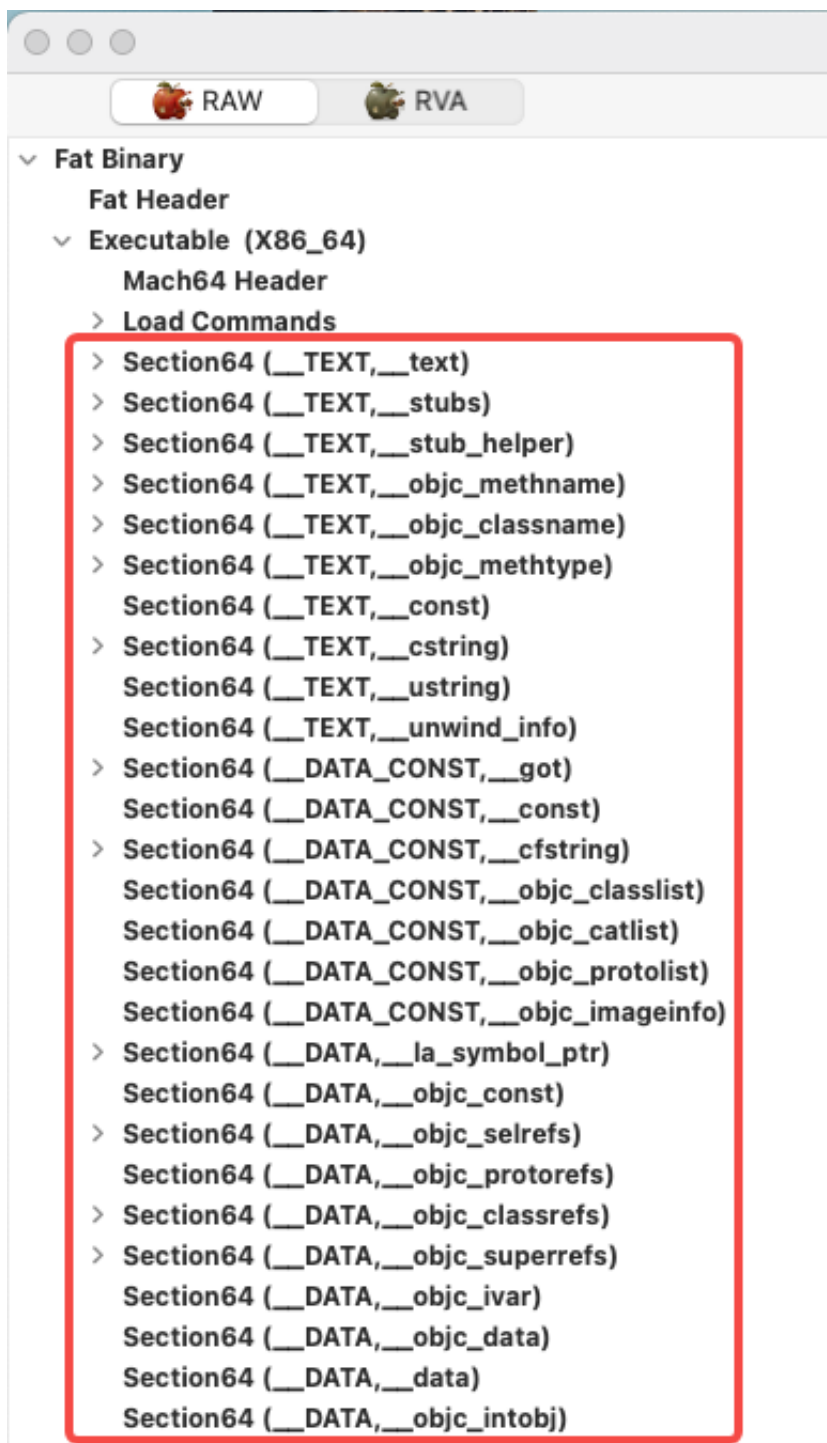 RAW
RVA
Fat Binary
Fat Header
Executable (X86_64)
Mach64 Header
Load Commands
Section64 (__TEXT,__text)
Section64 (__TEXT,__stubs)
Section64 (__TEXT,__stub_helper)
Section64 (__TEXT,__objc_methname)
Section64 (__TEXT,__objc_classname)
Section64 (__TEXT,__objc_methtype)
Section64 (__TEXT,__const)
Section64 (__TEXT,__cstring)
Section64 (__TEXT,__ustring)
Section64 (__TEXT,__unwind_info)
Section64 (__DATA_CONST,__got)
Section64 (__DATA_CONST,__const)
Section64 (__DATA_CONST,__cfstring)
Section64 (__DATA_CONST,__objc_classlist)
Section64 (__DATA_CONST,__objc_catlist)
Section64 (__DATA_CONST,__objc_protolist)
Section64 (__DATA_CONST,__objc_imageinfo)
Section64 (__DATA,__la_symbol_ptr)
Section64 (__DATA,__objc_const)
Section64 (__DATA,__objc_selrefs)
Section64 (__DATA,__objc_protorefs)
Section64 (__DATA,__objc_classrefs)
Section64 (__DATA,__objc_superrefs)
Section64 (__DATA,__objc_ivar)
Section64 (__DATA,__objc_data)
Section64 (__DATA,__data)
Section64 (__DATA,__objc_intobj)